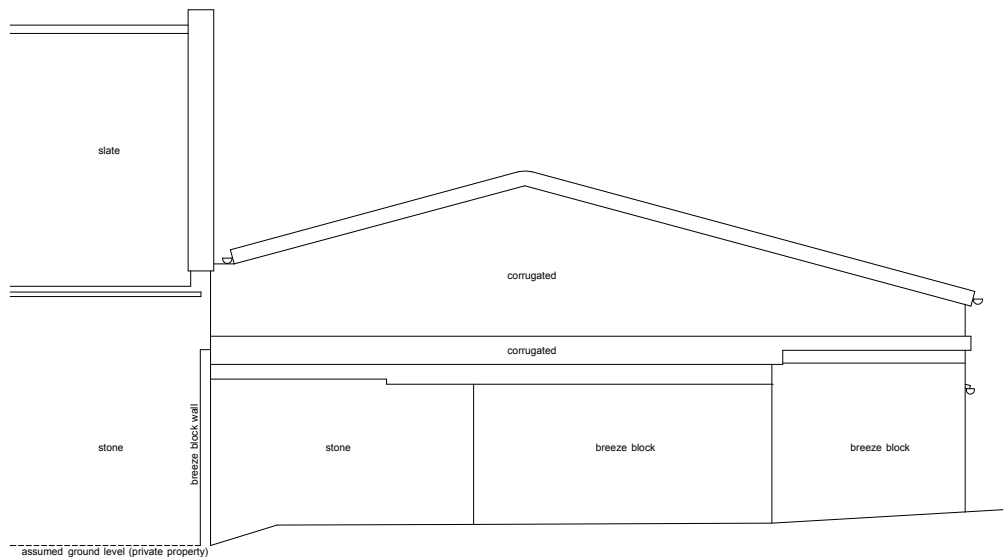 slate
corrugated
corrugated
stone
breeze block wall
stone
breeze block
breeze block
assumed ground level (private property)